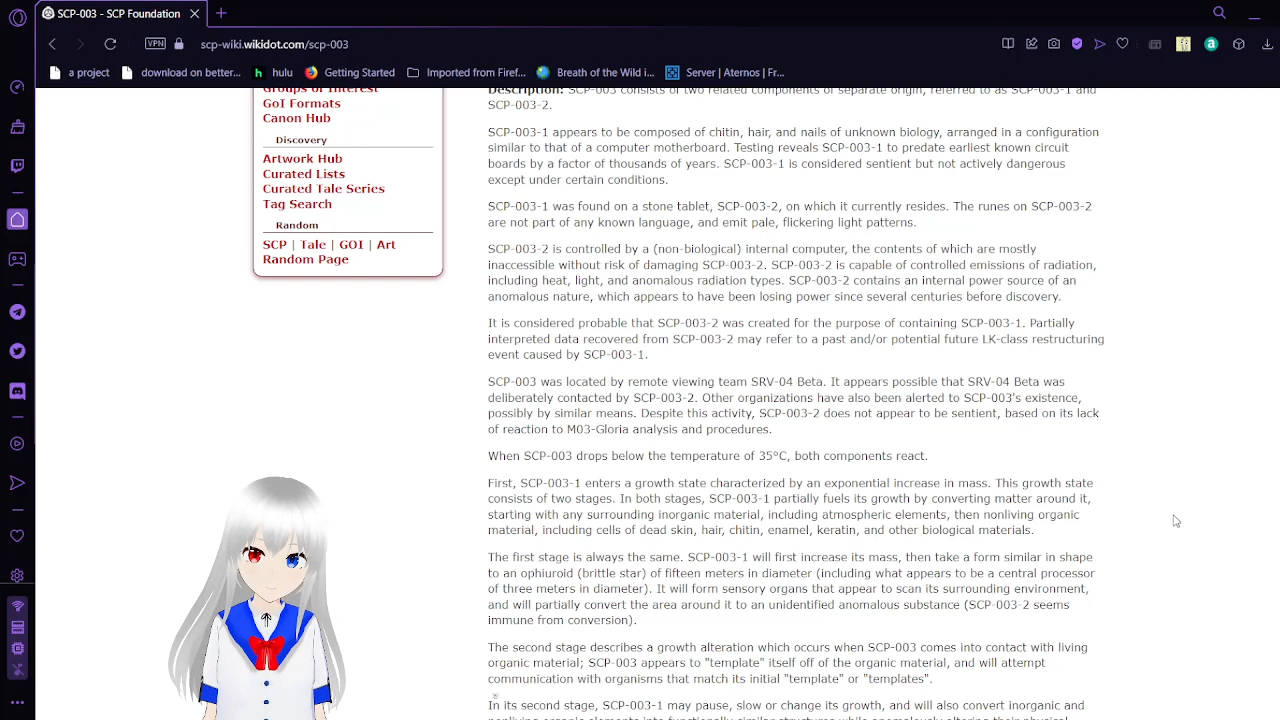 SCP-003 - SCP Foundation
VPN
scp-wiki.wikidot.com/scp-003
a project
download on better...
hulu
Getting Started
Imported from Firef...
Breath of the Wild i...
Server | Aternos | Fr...
Groups of Interest
GoI Formats
Canon Hub
Discovery
Artwork Hub
Curated Lists
Curated Tale Series
Tag Search
Random
SCP | Tale | GOI | Art
Random Page
Description: SCP-003 consists of two related components of separate origin, referred to as SCP-003-1 and
SCP-003-2.
SCP-003-1 appears to be composed of chitin, hair, and nails of unknown biology, arranged in a configuration
similar to that of a computer motherboard. Testing reveals SCP-003-1 to predate earliest known circuit
boards by a factor of thousands of years. SCP-003-1 is considered sentient but not actively dangerous
except under certain conditions.
SCP-003-1 was found on a stone tablet, SCP-003-2, on which it currently resides. The runes on SCP-003-2
are not part of any known language, and emit pale, flickering light patterns.
SCP-003-2 is controlled by a (non-biological) internal computer, the contents of which are mostly
inaccessible without risk of damaging SCP-003-2. SCP-003-2 is capable of controlled emissions of radiation,
including heat, light, and anomalous radiation types. SCP-003-2 contains an internal power source of an
anomalous nature, which appears to have been losing power since several centuries before discovery.
It is considered probable that SCP-003-2 was created for the purpose of containing SCP-003-1. Partially
interpreted data recovered from SCP-003-2 may refer to a past and/or potential future LK-class restructuring
event caused by SCP-003-1.
SCP-003 was located by remote viewing team SRV-04 Beta. It appears possible that SRV-04 Beta was
deliberately contacted by SCP-003-2. Other organizations have also been alerted to SCP-003's existence,
possibly by similar means. Despite this activity, SCP-003-2 does not appear to be sentient, based on its lack
of reaction to M03-Gloria analysis and procedures.
When SCP-003 drops below the temperature of 35°C, both components react.
First, SCP-003-1 enters a growth state characterized by an exponential increase in mass. This growth state
consists of two stages. In both stages, SCP-003-1 partially fuels its growth by converting matter around it,
starting with any surrounding inorganic material, including atmospheric elements, then nonliving organic
material, including cells of dead skin, hair, chitin, enamel, keratin, and other biological materials.
The first stage is always the same. SCP-003-1 will first increase its mass, then take a form similar in shape
to an ophiuroid (brittle star) of fifteen meters in diameter (including what appears to be a central processor
of three meters in diameter). It will form sensory organs that appear to scan its surrounding environment,
and will partially convert the area around it to an unidentified anomalous substance (SCP-003-2 seems
immune from conversion).
The second stage describes a growth alteration which occurs when SCP-003 comes into contact with living
organic material; SCP-003 appears to "template" itself off of the organic material, and will attempt
communication with organisms that match its initial "template" or "templates".
In its second stage, SCP-003-1 may pause, slow or change its growth, and will also convert inorganic and
nonliving organic elements into functionally similar structures while anomalously altering their physical